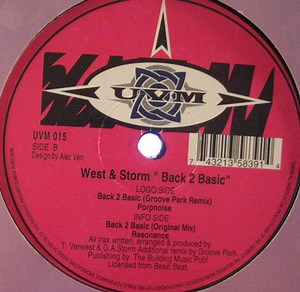 UVM
UVM 015
SIDE B
Design by Alec Ven
7 43213 58391 4
West & Storm " Back 2 Basic"
LOGO SIDE
Back 2 Basic (Groove Park Remix)
Porpnoise
INFO SIDE
Back 2 Basic (Original Mix)
Resonance
All trax written, arranged & produced by
T. Verwest & G.A Storm Additional remix by Groove Park.
Publishing by The Building Music Publ.
Licensed from Basic Beat.